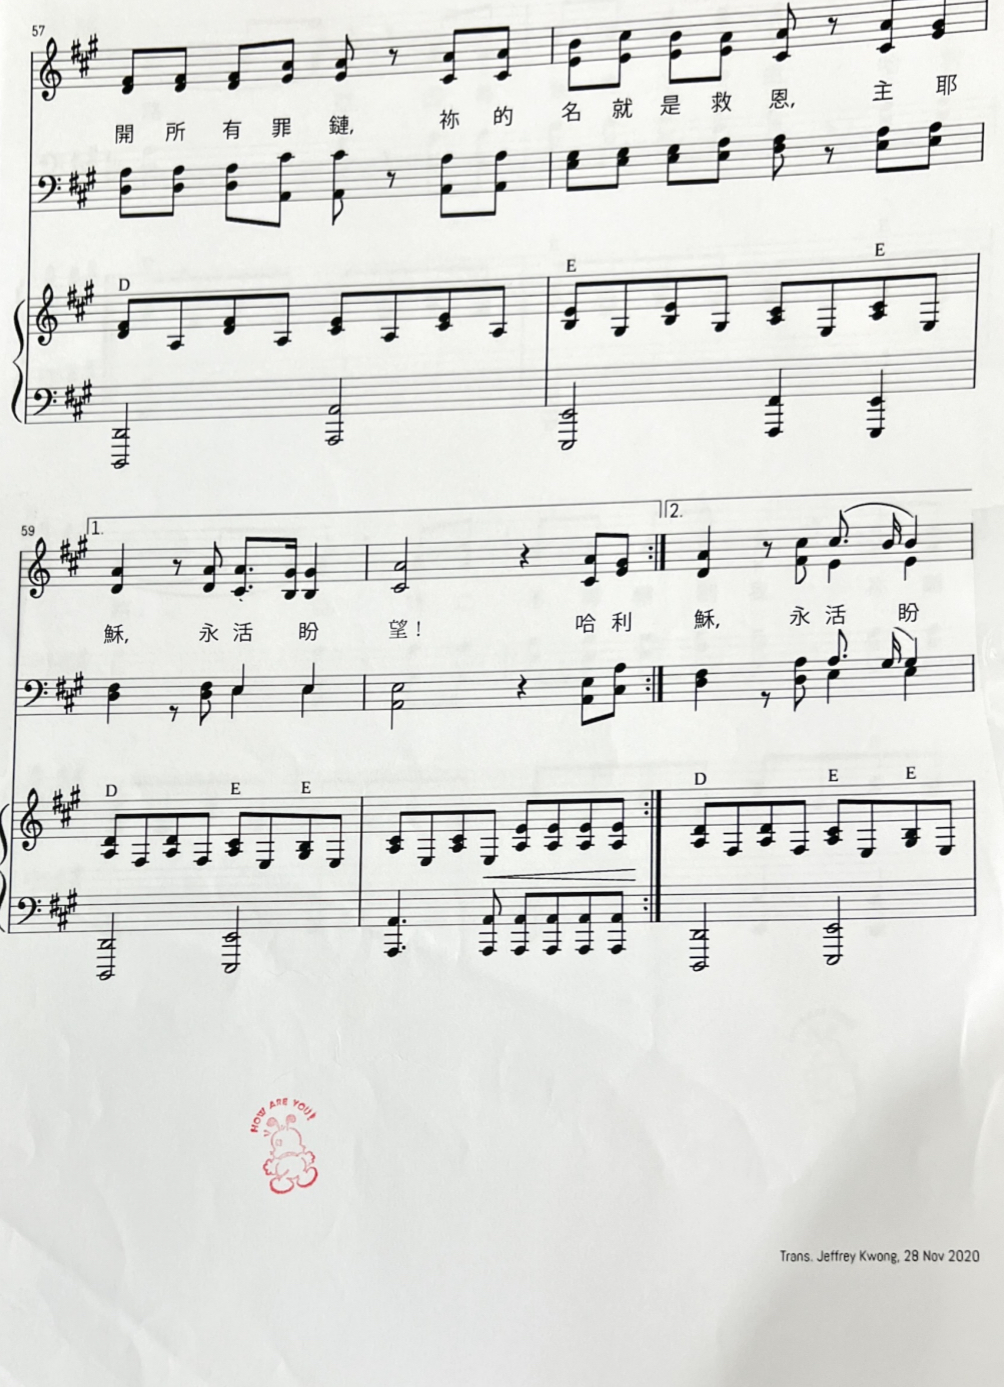 57
開 所 有 罪 鏈, 祢 的 名 就 是 救 恩, 主 耶
D E E
59 1. 2.
穌, 永 活 盼 望! 哈 利 穌, 永 活 盼
D E E D E E
HOW ARE YOU!
Trans. Jeffrey Kwong, 28 Nov 2020